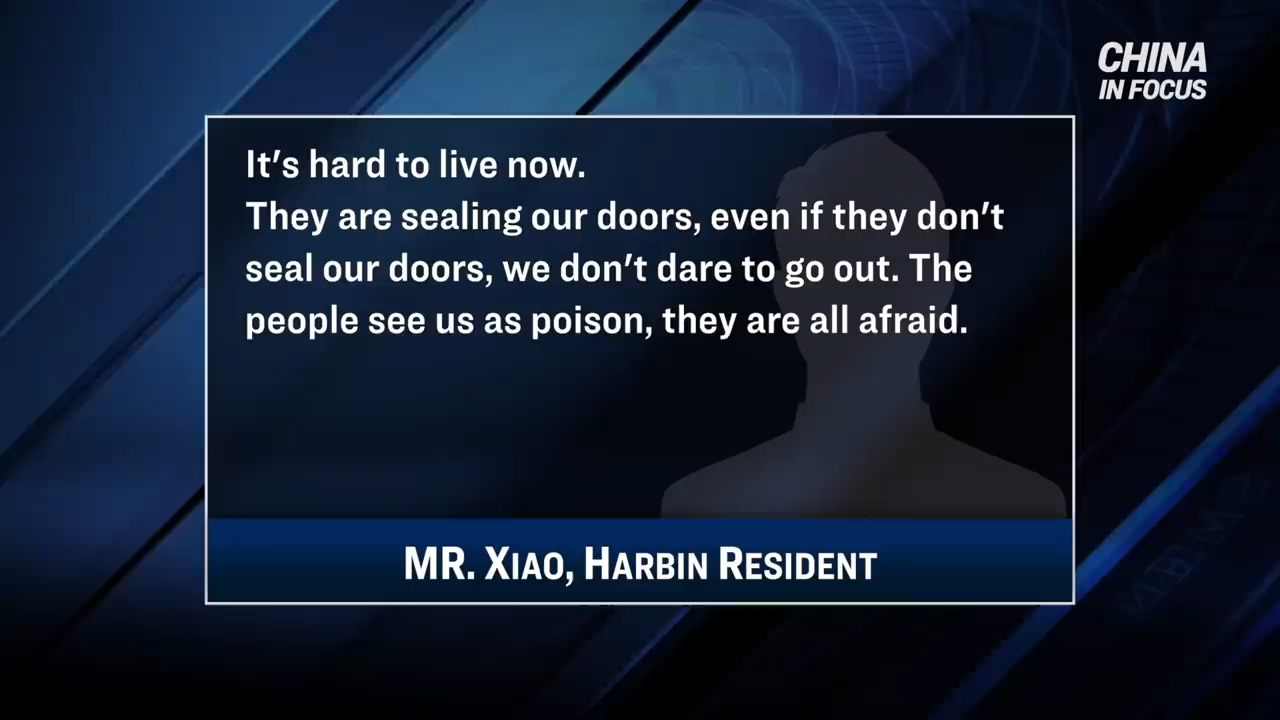 CHINA
IN FOCUS
It's hard to live now.
They are sealing our doors, even if they don't
seal our doors, we don't dare to go out. The
people see us as poison, they are all afraid.
MR. XIAO, HARBIN RESIDENT